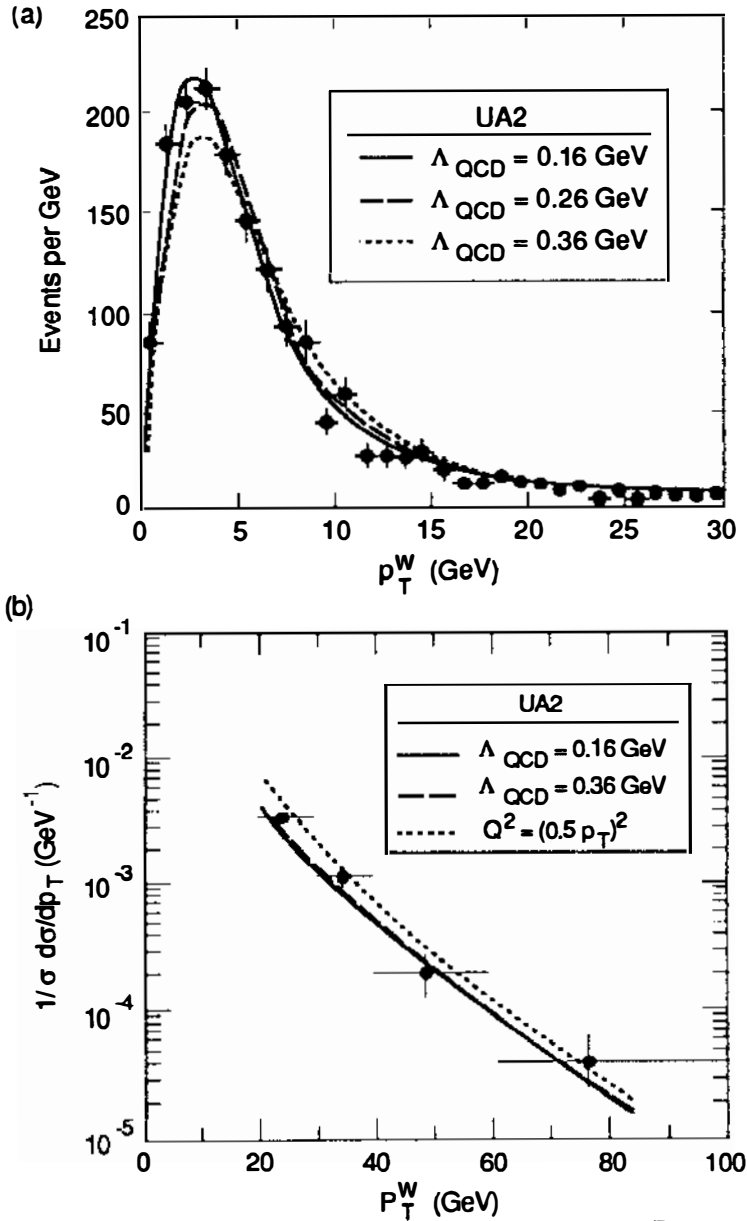 (a)
250
200
150
100
50
0
Events per GeV
UA2
Λ QCD = 0.16 GeV
Λ QCD = 0.26 GeV
Λ QCD = 0.36 GeV
0 5 10 15 20 25 30
p_T^W (GeV)
(b)
10^-1
10^-2
10^-3
10^-4
10^-5
1/σ dσ/dp_T (GeV^-1)
UA2
Λ QCD = 0.16 GeV
Λ QCD = 0.36 GeV
Q^2 = (0.5 p_T)^2
0 20 40 60 80 100
P_T^W (GeV)